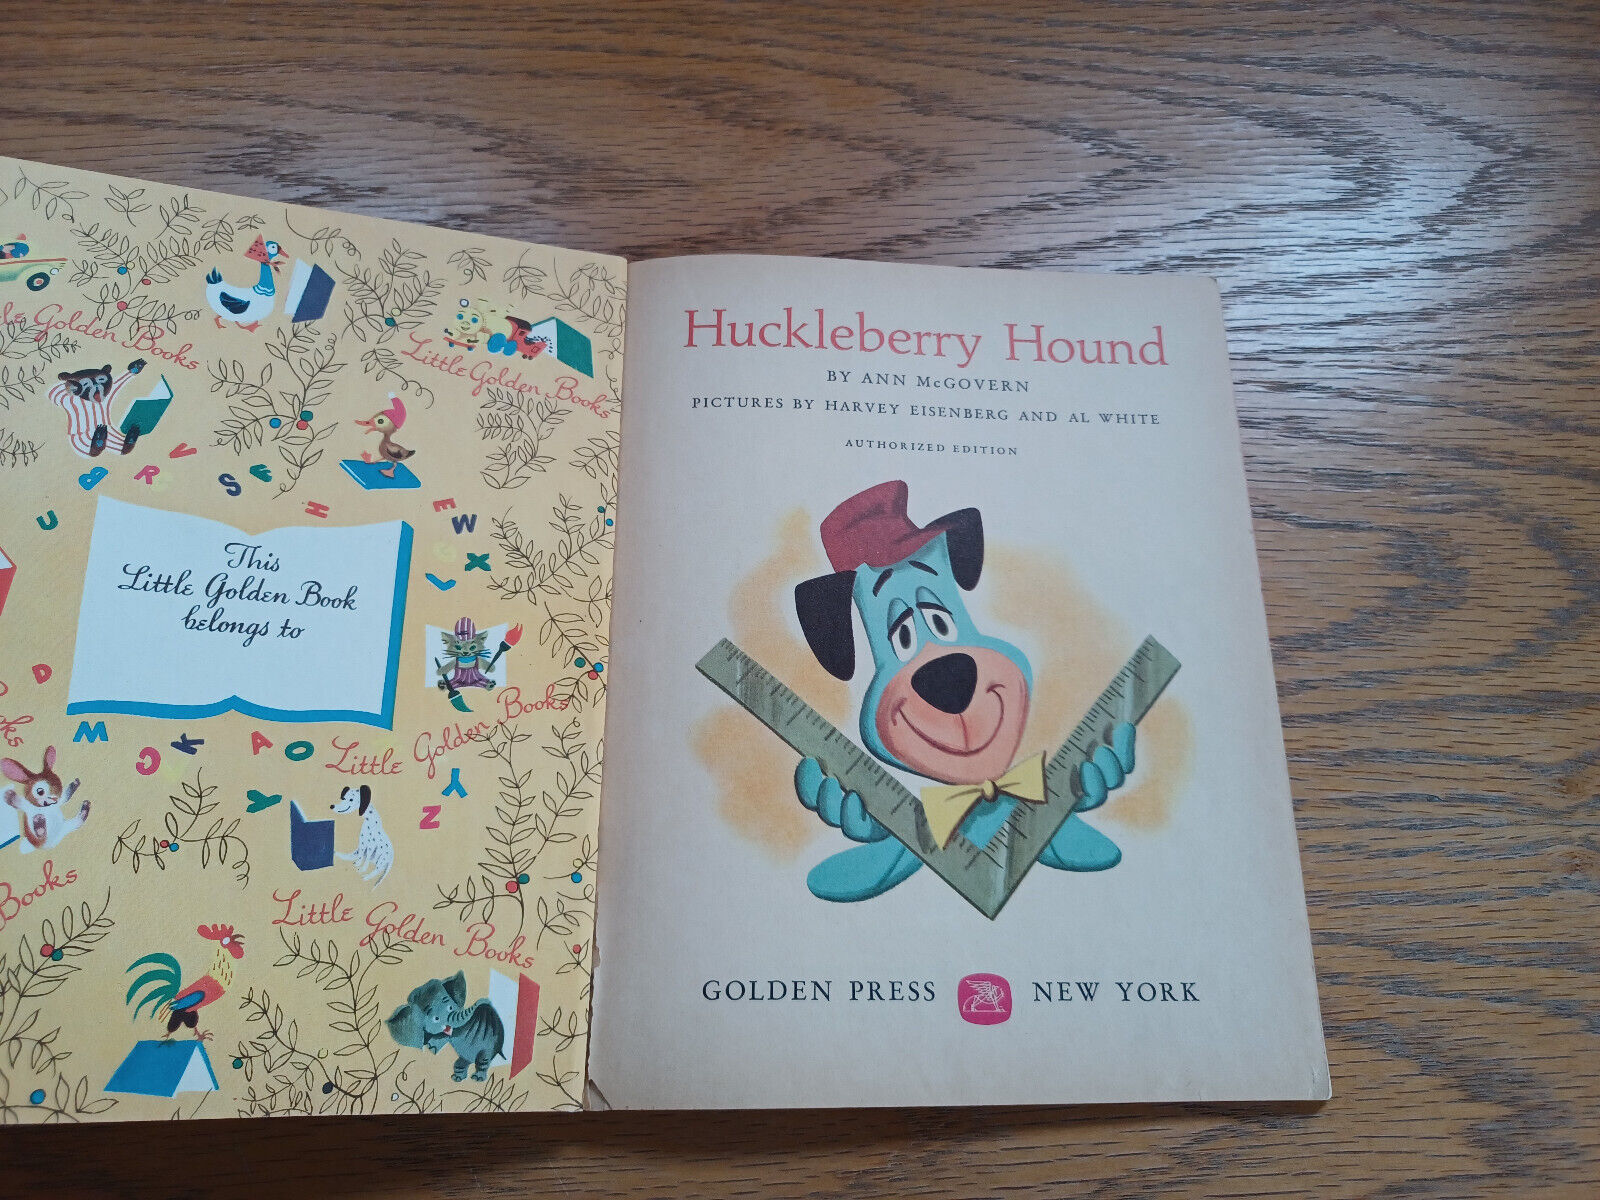 Golden Books
Little Golden Books
B R V S F
H
E W
U
X
This
Little Golden Book
belongs to
D
W
C K A O
Little Golden Books
Y
Y
Z
Books
Little Golden Books
Huckleberry Hound
BY ANN McGOVERN
PICTURES BY HARVEY EISENBERG AND AL WHITE
AUTHORIZED EDITION
GOLDEN PRESS NEW YORK